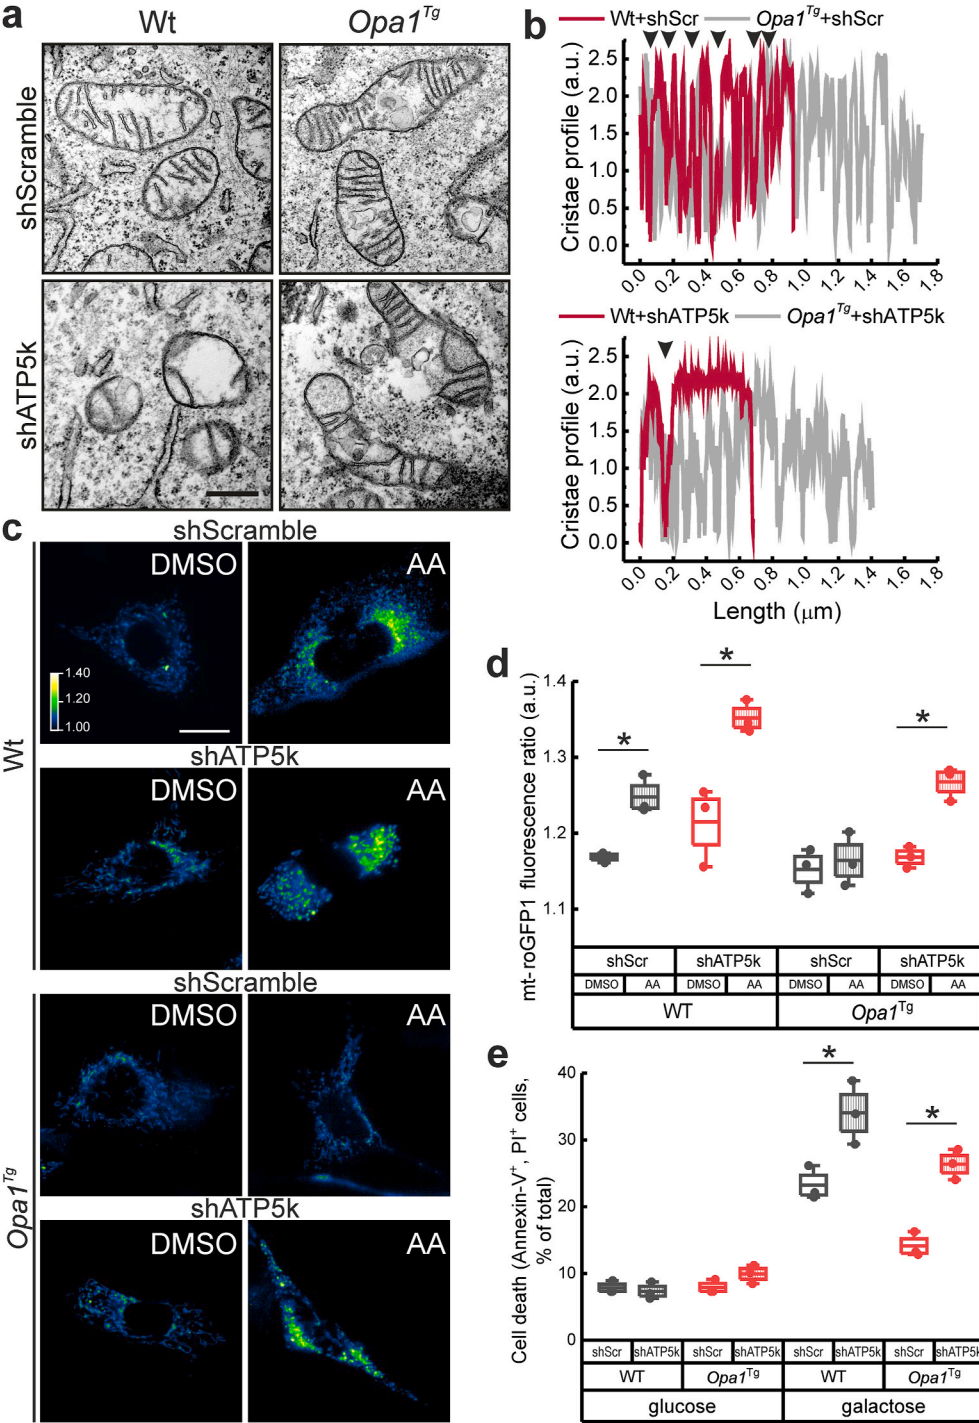 a
Wt
Opa1Tg
shScramble
shATP5k
b
Wt+shScr
Opa1Tg+shScr
Cristae profile (a.u.)
2.5
2.0
1.5
1.0
0.5
0.0
0.0 0.2 0.4 0.6 0.8 1.0 1.2 1.4 1.6 1.8
Wt+shATP5k
Opa1Tg+shATP5k
Cristae profile (a.u.)
2.5
2.0
1.5
1.0
0.5
0.0
0.0 0.2 0.4 0.6 0.8 1.0 1.2 1.4 1.6 1.8
Length (μm)
c
Wt
shScramble
DMSO
AA
1.40
1.20
1.00
shATP5k
DMSO
AA
Opa1Tg
shScramble
DMSO
AA
shATP5k
DMSO
AA
d
mt-roGFP1 fluorescence ratio (a.u.)
1.4
1.3
1.2
1.1
* * *
shScr shATP5k shScr shATP5k
DMSO AA DMSO AA DMSO AA DMSO AA
WT Opa1Tg
e
Cell death (Annexin-V+, PI+ cells,
% of total)
40
30
20
10
0
* *
shScr shATP5k shScr shATP5k shScr shATP5k shScr shATP5k
WT Opa1Tg WT Opa1Tg
glucose galactose